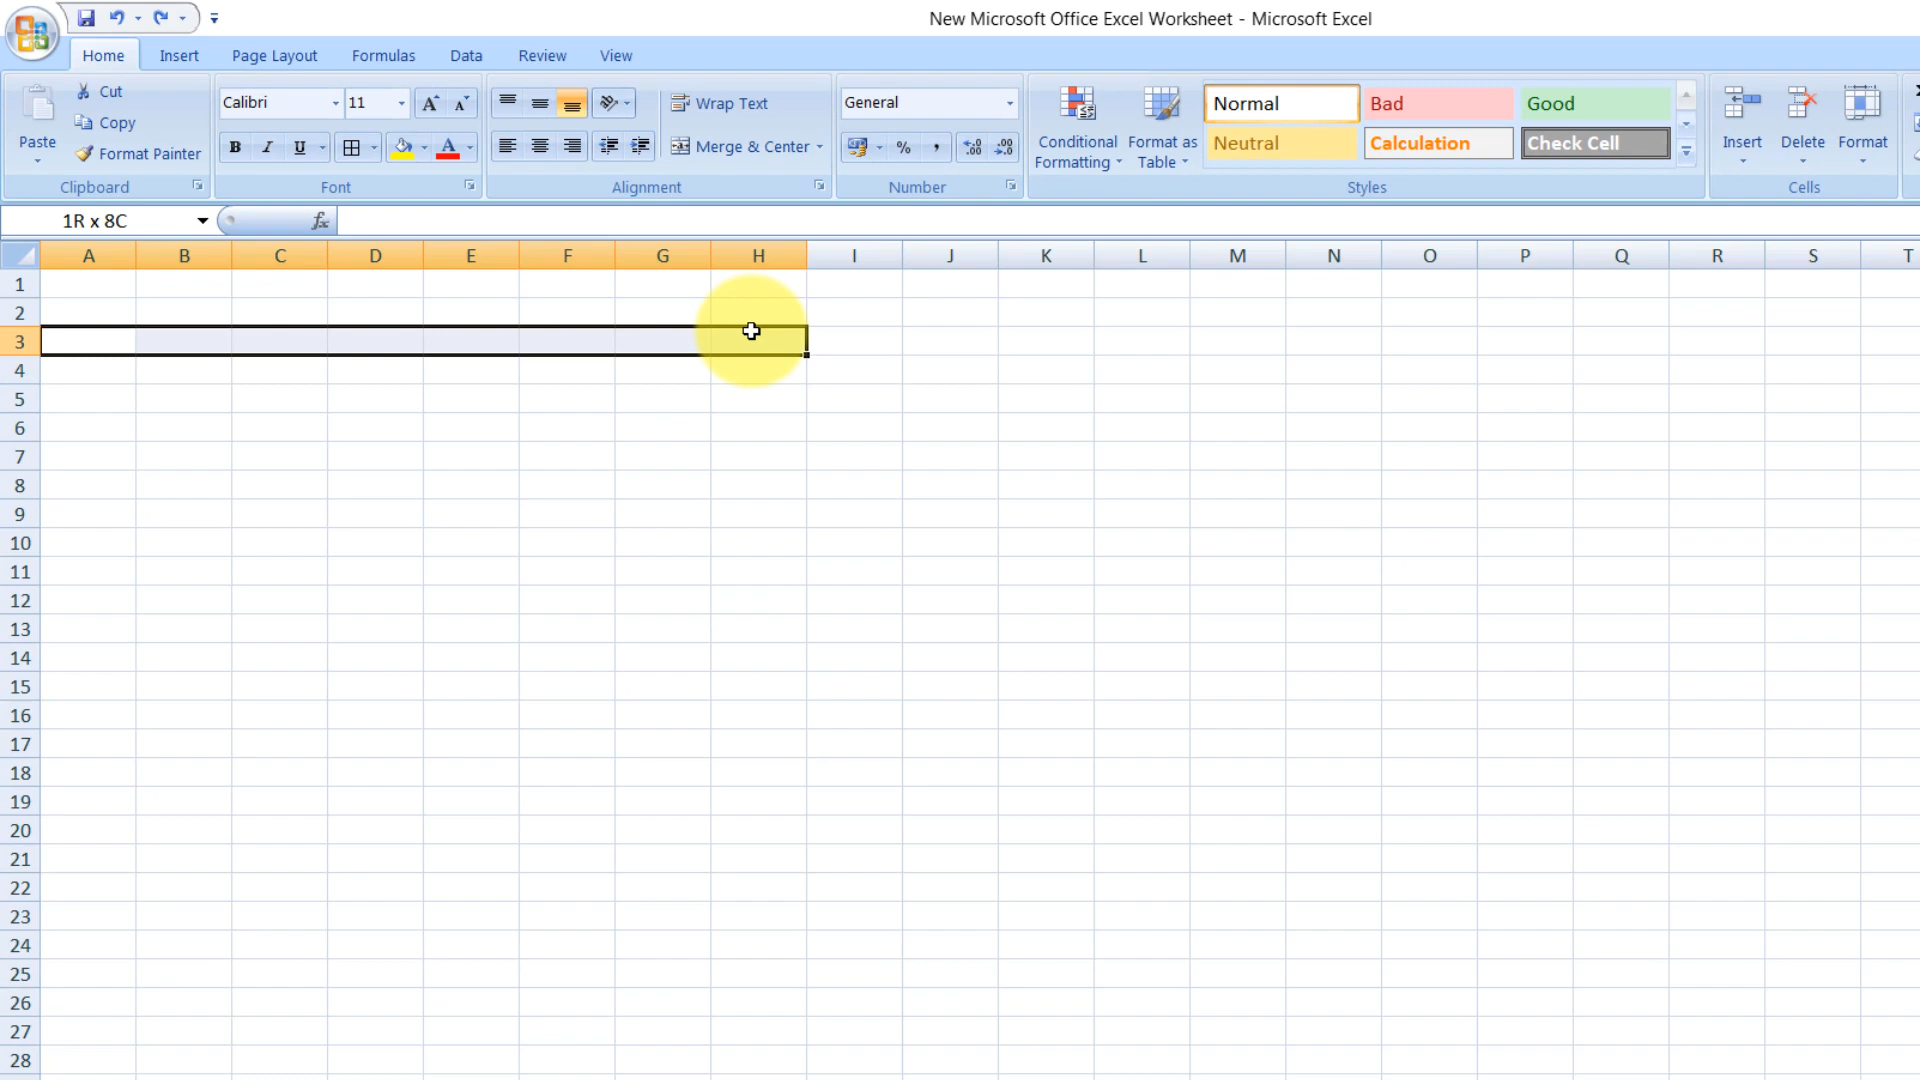 New Microsoft Office Excel Worksheet - Microsoft Excel
Home Insert Page Layout Formulas Data Review View
Paste
Cut
Copy
Format Painter
Clipboard
Calibri 11
B I U A
Font
Wrap Text
Merge & Center
Alignment
General
% ,
Number
Conditional Formatting
Format as Table
Normal Bad Good
Neutral Calculation Check Cell
Styles
Insert Delete Format
Cells
1R x 8C fx
A B C D E F G H I J K L M N O P Q R S T
1
2
3
4
5
6
7
8
9
10
11
12
13
14
15
16
17
18
19
20
21
22
23
24
25
26
27
28